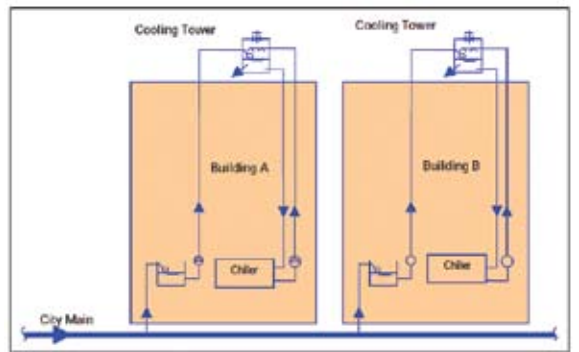 Cooling Tower
Cooling Tower
Building A
Building B
Chiller
Chiller
City Main